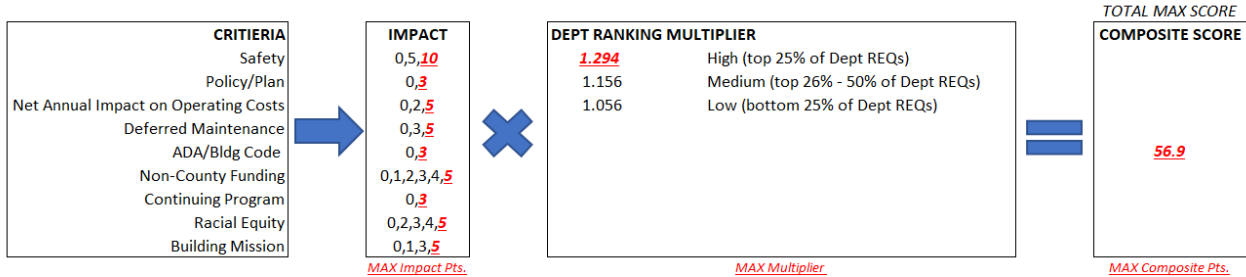 TOTAL MAX SCORE
CRITIERIA IMPACT DEPT RANKING MULTIPLIER COMPOSITE SCORE
Safety 0,5,10 1.294 High (top 25% of Dept REQs)
Policy/Plan 0,3 1.156 Medium (top 26% - 50% of Dept REQs)
Net Annual Impact on Operating Costs 0,2,5 1.056 Low (bottom 25% of Dept REQs)
Deferred Maintenance 0,3,5
ADA/Bldg Code 0,3 56.9
Non-County Funding 0,1,2,3,4,5
Continuing Program 0,3
Racial Equity 0,2,3,4,5
Building Mission 0,1,3,5
MAX Impact Pts. MAX Multiplier MAX Composite Pts.